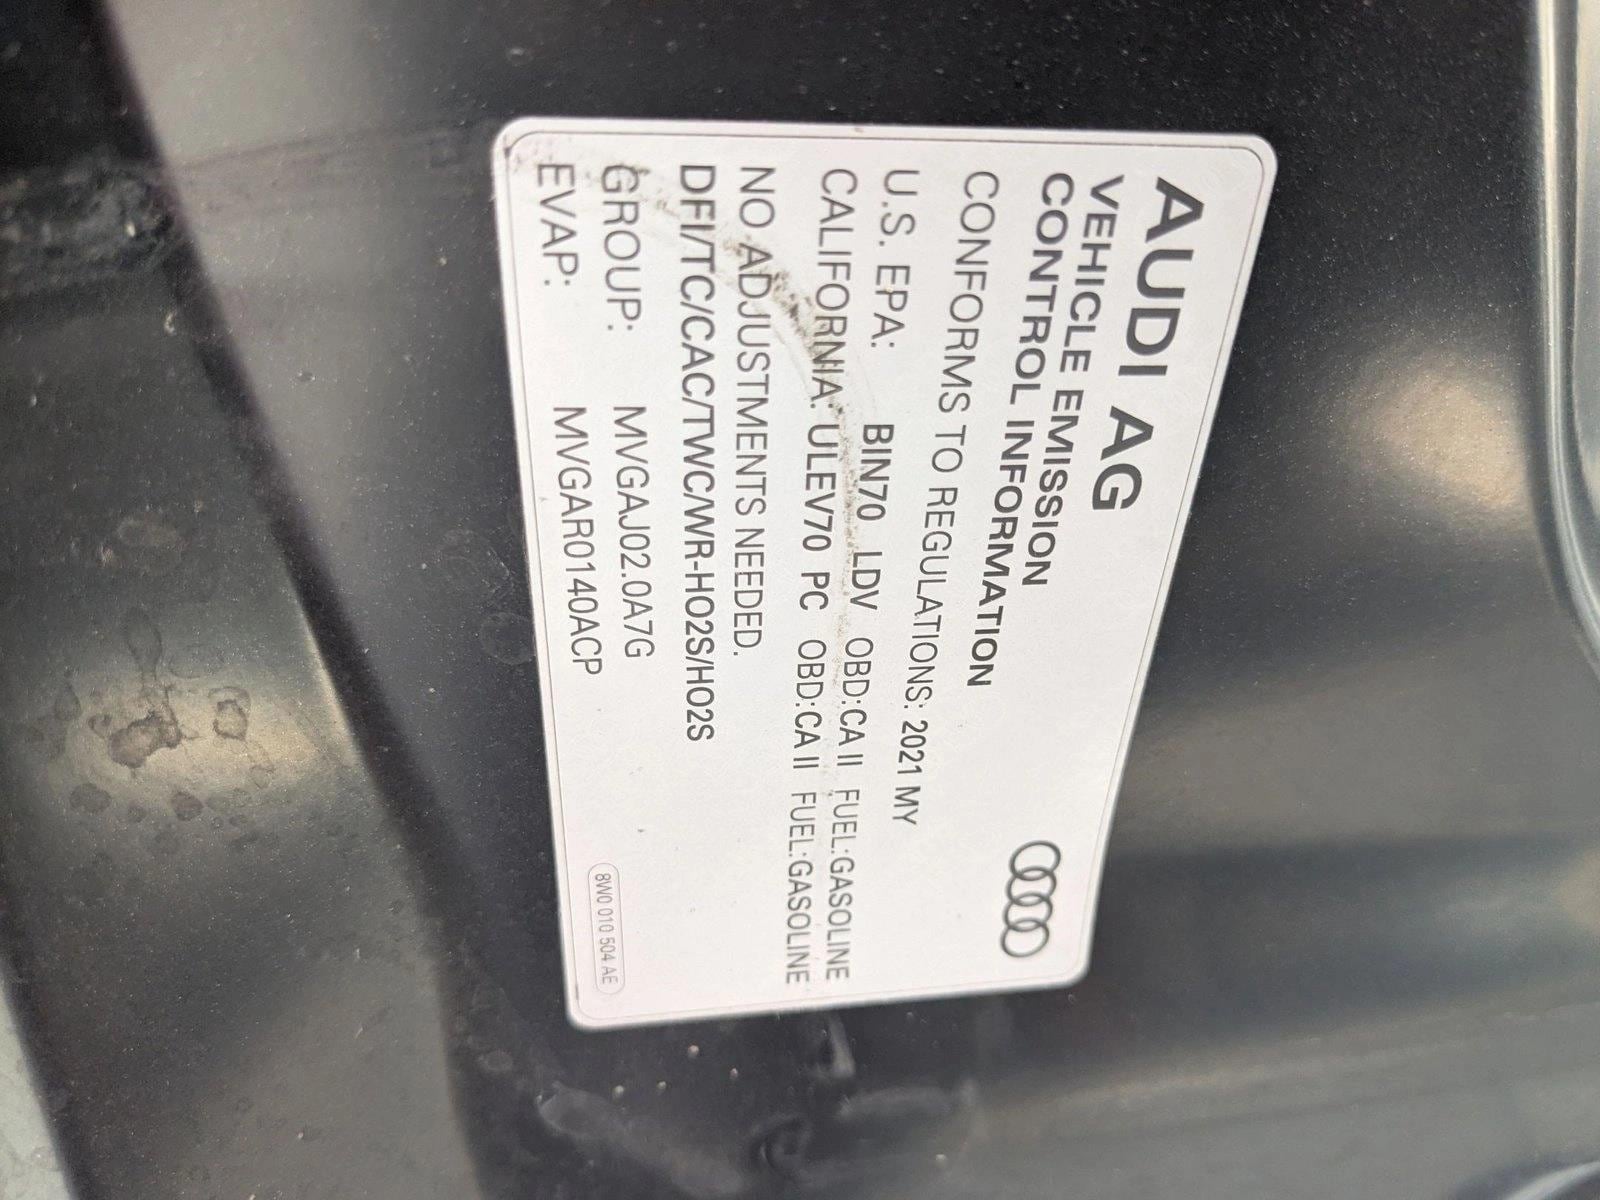 AUDI AG
VEHICLE EMISSION
CONTROL INFORMATION
CONFORMS TO REGULATIONS: 2021 MY
U.S. EPA: BIN70 LDV OBD:CA II FUEL:GASOLINE
CALIFORNIA: ULEV70 PC OBD:CA II FUEL:GASOLINE
NO ADJUSTMENTS NEEDED.
DFI/TC/CAC/TWC/WR-HO2S/HO2S
GROUP: MVGAJ02.0A7G
EVAP: MVGAR0140ACP
8W0 010 504 AE